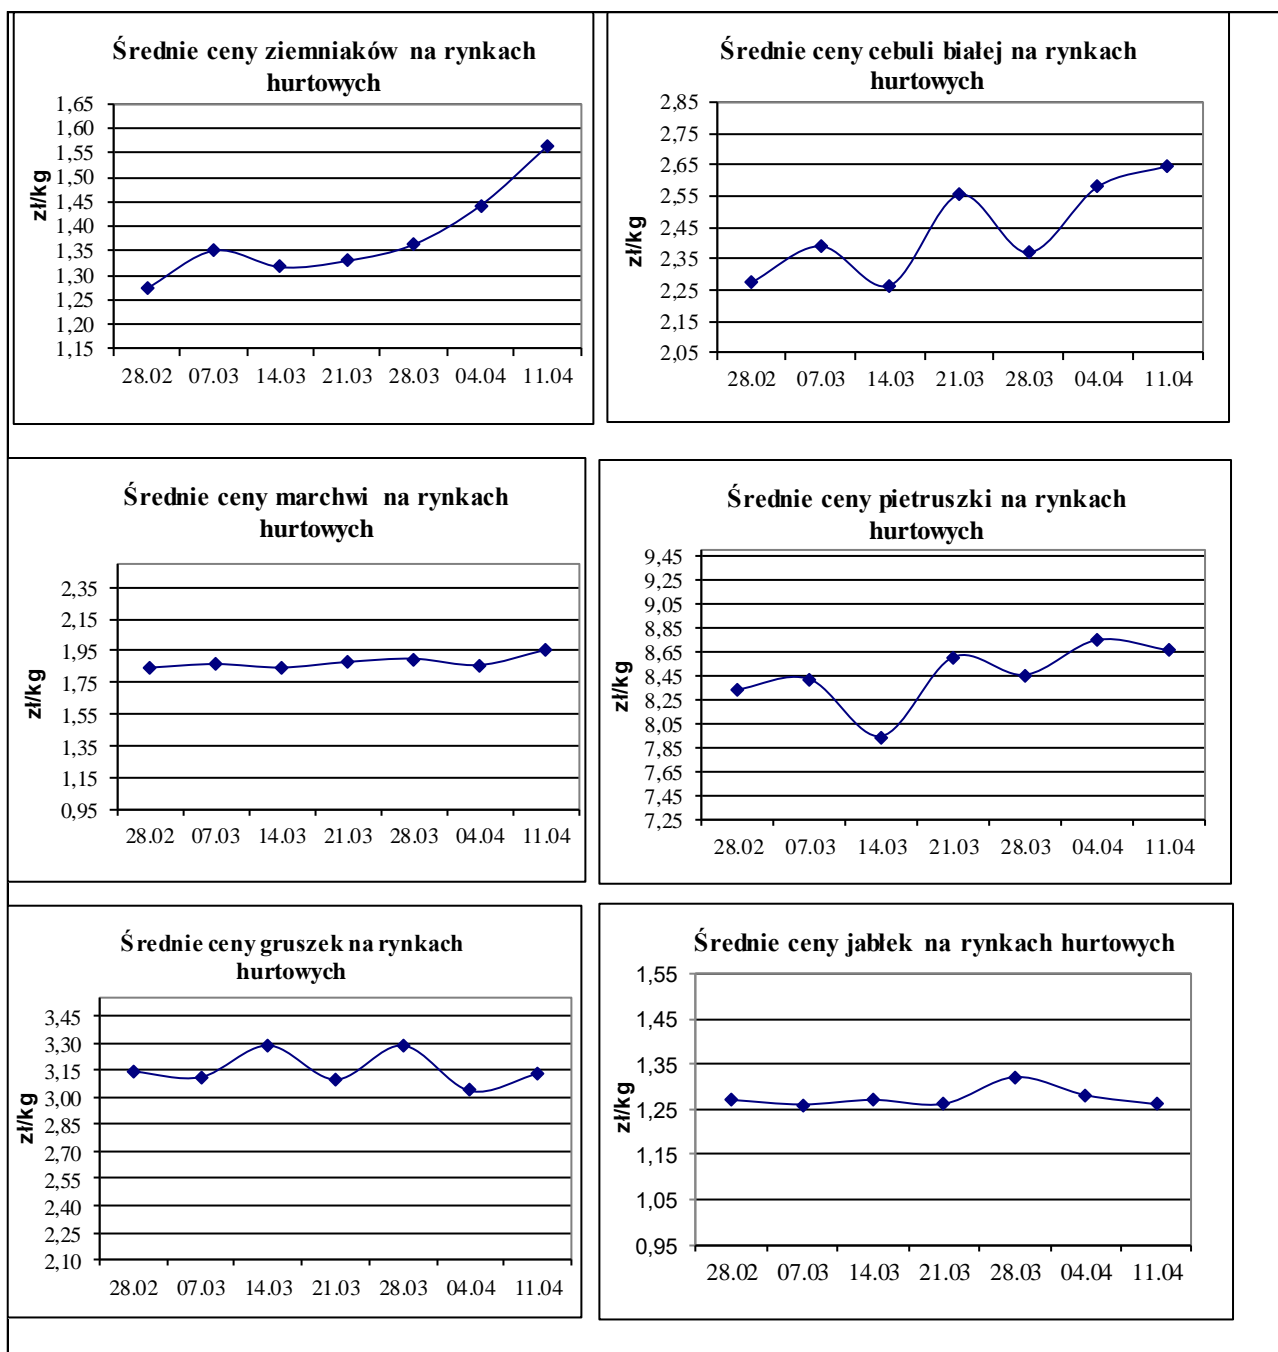 Średnie ceny ziemniaków na rynkach
hurtowych
zł/kg
1,65
1,60
1,55
1,50
1,45
1,40
1,35
1,30
1,25
1,20
1,15
28.02 07.03 14.03 21.03 28.03 04.04 11.04
Średnie ceny cebuli białej na rynkach
hurtowych
zł/kg
2,85
2,75
2,65
2,55
2,45
2,35
2,25
2,15
2,05
28.02 07.03 14.03 21.03 28.03 04.04 11.04
Średnie ceny marchwi na rynkach
hurtowych
zł/kg
2,35
2,15
1,95
1,75
1,55
1,35
1,15
0,95
28.02 07.03 14.03 21.03 28.03 04.04 11.04
Średnie ceny pietruszki na rynkach
hurtowych
zł/kg
9,45
9,25
9,05
8,85
8,65
8,45
8,25
8,05
7,85
7,65
7,45
7,25
28.02 07.03 14.03 21.03 28.03 04.04 11.04
Średnie ceny gruszek na rynkach
hurtowych
zł/kg
3,45
3,30
3,15
3,00
2,85
2,70
2,55
2,40
2,25
2,10
28.02 07.03 14.03 21.03 28.03 04.04 11.04
Średnie ceny jabłek na rynkach hurtowych
zł/kg
1,55
1,45
1,35
1,25
1,15
1,05
0,95
28.02 07.03 14.03 21.03 28.03 04.04 11.04